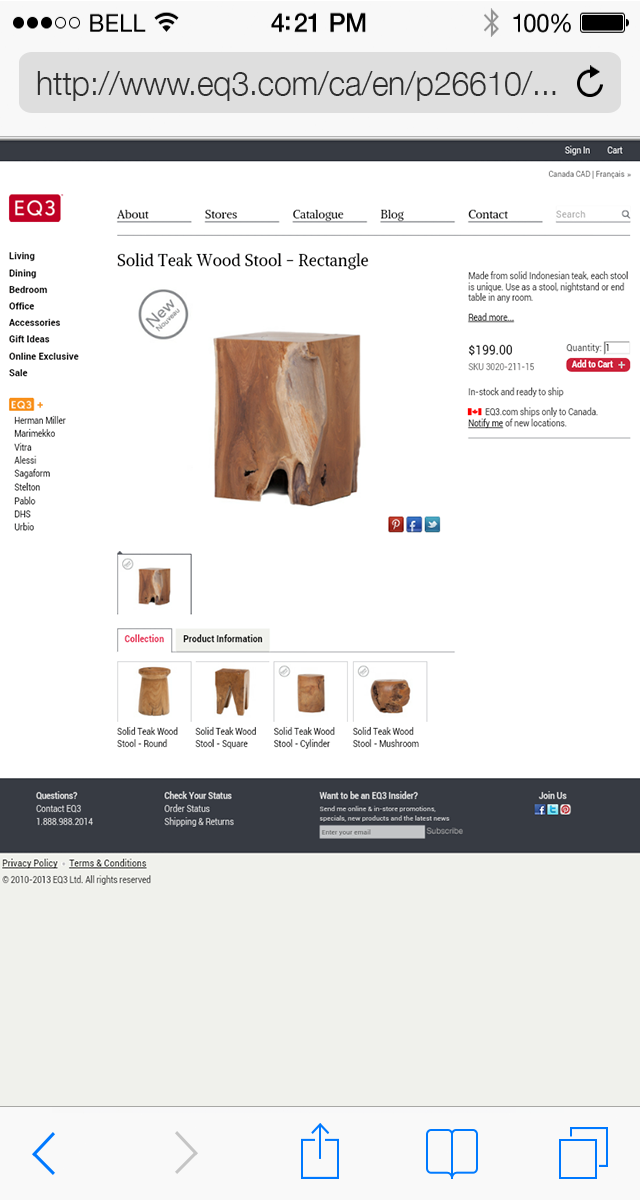 BELL 4:21 PM 100%
http://www.eq3.com/ca/en/p26610/...
Sign In Cart
Canada CAD | Français »
EQ3
About Stores Catalogue Blog Contact Search
Living
Dining
Bedroom
Office
Accessories
Gift Ideas
Online Exclusive
Sale
EQ3 +
Herman Miller
Marimekko
Vitra
Alessi
Sagaform
Stelton
Pablo
DHS
Urbio
Solid Teak Wood Stool - Rectangle
New
Nouveau
Made from solid Indonesian teak, each stool
is unique. Use as a stool, nightstand or end
table in any room.
Read more...
$199.00
SKU 3020-211-15
Quantity: 1
Add to Cart +
In-stock and ready to ship
EQ3.com ships only to Canada.
Notify me of new locations.
Collection Product Information
Solid Teak Wood
Stool - Round
Solid Teak Wood
Stool - Square
Solid Teak Wood
Stool - Cylinder
Solid Teak Wood
Stool - Mushroom
Questions?
Contact EQ3
1.888.988.2014
Check Your Status
Order Status
Shipping & Returns
Want to be an EQ3 Insider?
Send me online & in-store promotions,
specials, new products and the latest news
Enter your email Subscribe
Join Us
Privacy Policy - Terms & Conditions
© 2010-2013 EQ3 Ltd. All rights reserved